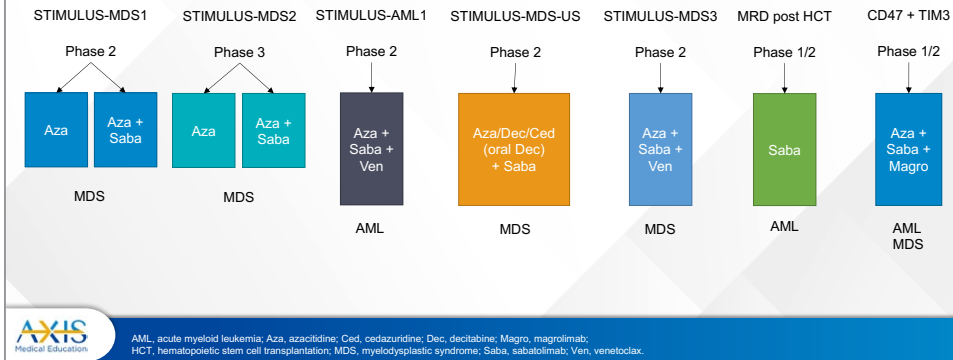 STIMULUS-MDS1
Phase 2
Aza
Aza +
Saba
MDS
STIMULUS-MDS2
Phase 3
Aza
Aza +
Saba
MDS
STIMULUS-AML1
Phase 2
Aza +
Saba +
Ven
AML
STIMULUS-MDS-US
Phase 2
Aza/Dec/Ced
(oral Dec)
+ Saba
MDS
STIMULUS-MDS3
Phase 2
Aza +
Saba +
Ven
MDS
MRD post HCT
Phase 1/2
Saba
AML
CD47 + TIM3
Phase 1/2
Aza +
Saba +
Magro
AML
MDS
AXIS
Medical Education
AML, acute myeloid leukemia; Aza, azacitidine; Ced, cedazuridine; Dec, decitabine; Magro, magrolimab;
HCT, hematopoietic stem cell transplantation; MDS, myelodysplastic syndrome; Saba, sabatolimab; Ven, venetoclax.